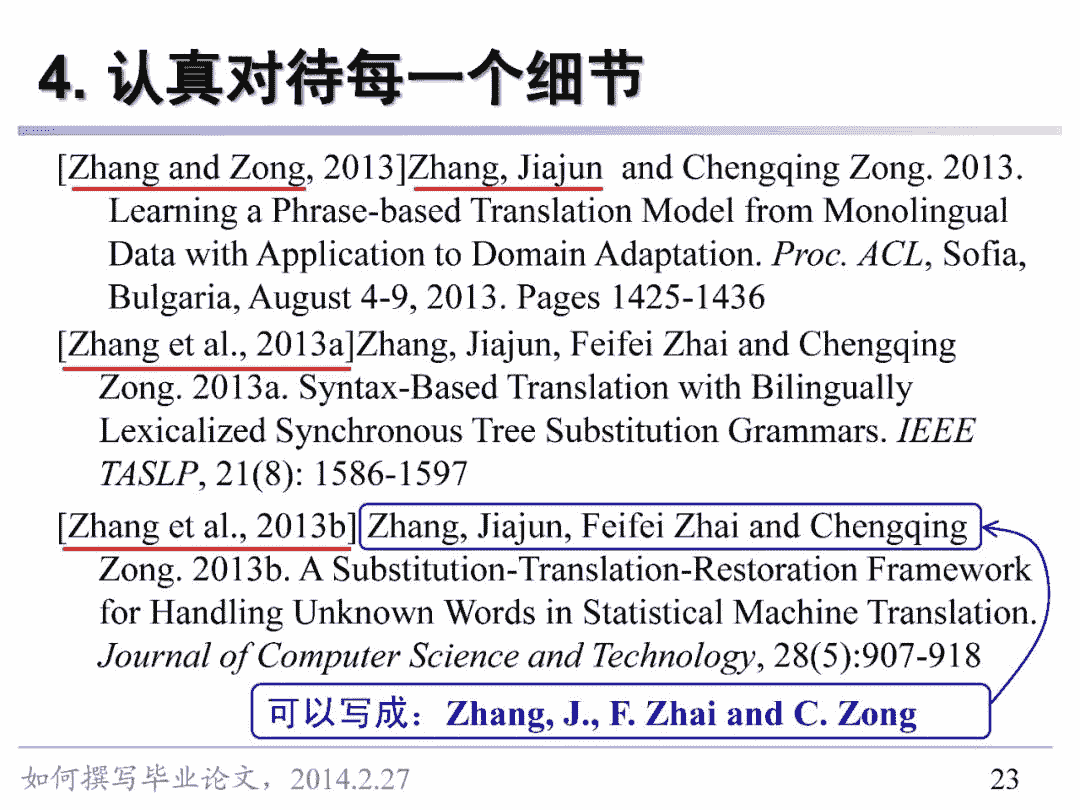 4. 认真对待每一个细节
[Zhang and Zong, 2013]Zhang, Jiajun and Chengqing Zong. 2013.
Learning a Phrase-based Translation Model from Monolingual
Data with Application to Domain Adaptation. Proc. ACL, Sofia,
Bulgaria, August 4-9, 2013. Pages 1425-1436
[Zhang et al., 2013a]Zhang, Jiajun, Feifei Zhai and Chengqing
Zong. 2013a. Syntax-Based Translation with Bilingually
Lexicalized Synchronous Tree Substitution Grammars. IEEE
TASLP, 21(8): 1586-1597
[Zhang et al., 2013b] Zhang, Jiajun, Feifei Zhai and Chengqing
Zong. 2013b. A Substitution-Translation-Restoration Framework
for Handling Unknown Words in Statistical Machine Translation.
Journal of Computer Science and Technology, 28(5):907-918
可以写成：Zhang, J., F. Zhai and C. Zong
如何撰写毕业论文，2014.2.27
23